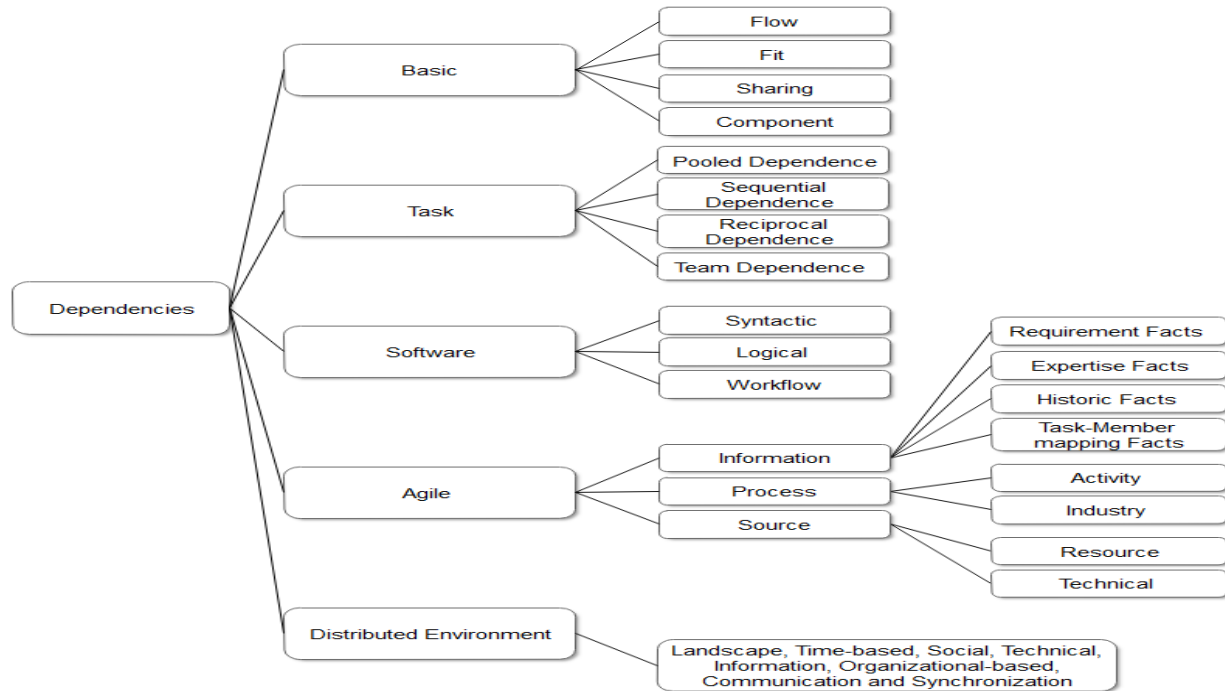 Dependencies
Basic
Flow
Fit
Sharing
Component
Task
Pooled Dependence
Sequential
Dependence
Reciprocal
Dependence
Team Dependence
Software
Syntactic
Logical
Workflow
Agile
Information
Requirement Facts
Expertise Facts
Historic Facts
Task-Member
mapping Facts
Process
Activity
Industry
Source
Resource
Technical
Distributed Environment
Landscape, Time-based, Social, Technical,
Information, Organizational-based,
Communication and Synchronization